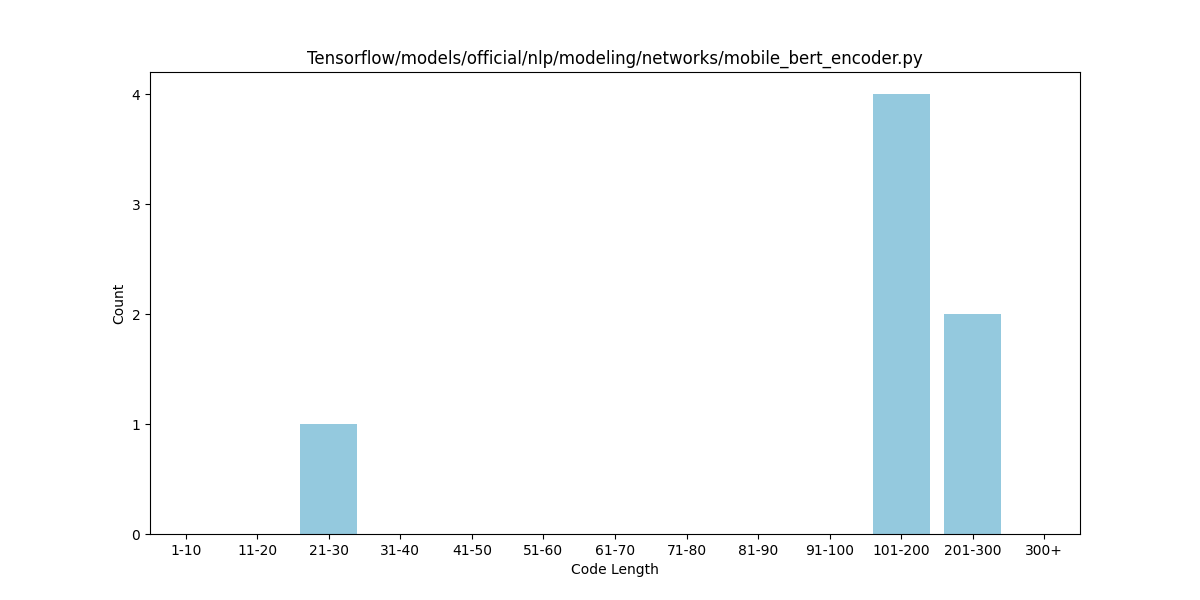 Tensorflow/models/official/nlp/modeling/networks/mobile_bert_encoder.py
4
3
2
1
0
Count
1-10 11-20 21-30 31-40 41-50 51-60 61-70 71-80 81-90 91-100 101-200 201-300 300+
Code Length